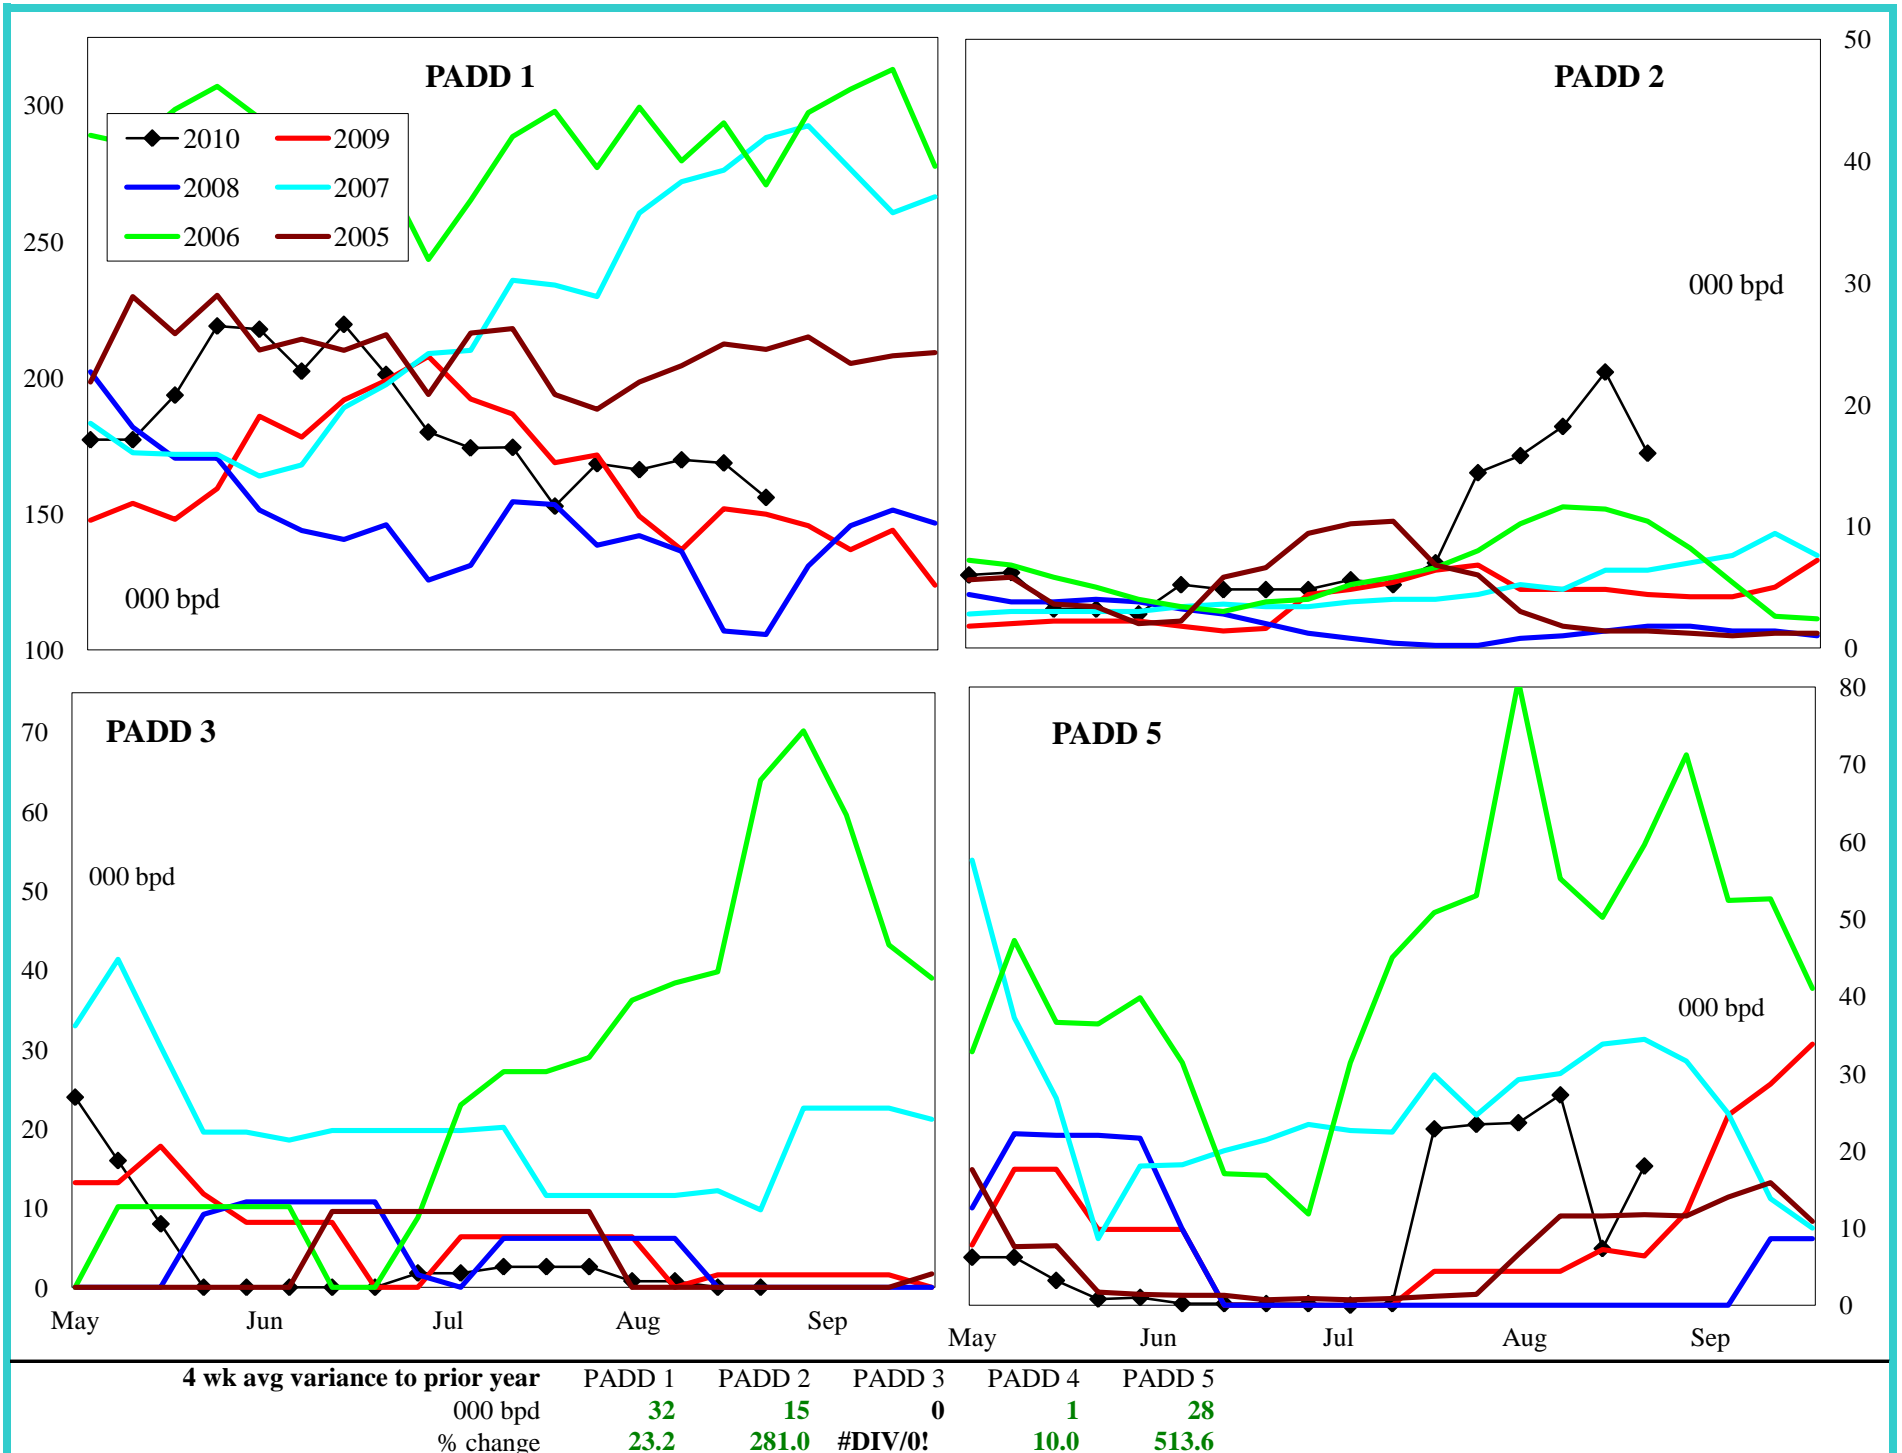 PADD 1
300
250
200
150
100
2010 2009
2008 2007
2006 2005
000 bpd
PADD 2
50
40
30
20
10
0
000 bpd
PADD 3
70
60
50
40
30
20
10
0
000 bpd
May Jun Jul Aug Sep
PADD 5
80
70
60
50
40
30
20
10
0
000 bpd
May Jun Jul Aug Sep
4 wk avg variance to prior year PADD 1 PADD 2 PADD 3 PADD 4 PADD 5
000 bpd 32 15 0 1 28
% change 23.2 281.0 #DIV/0! 10.0 513.6